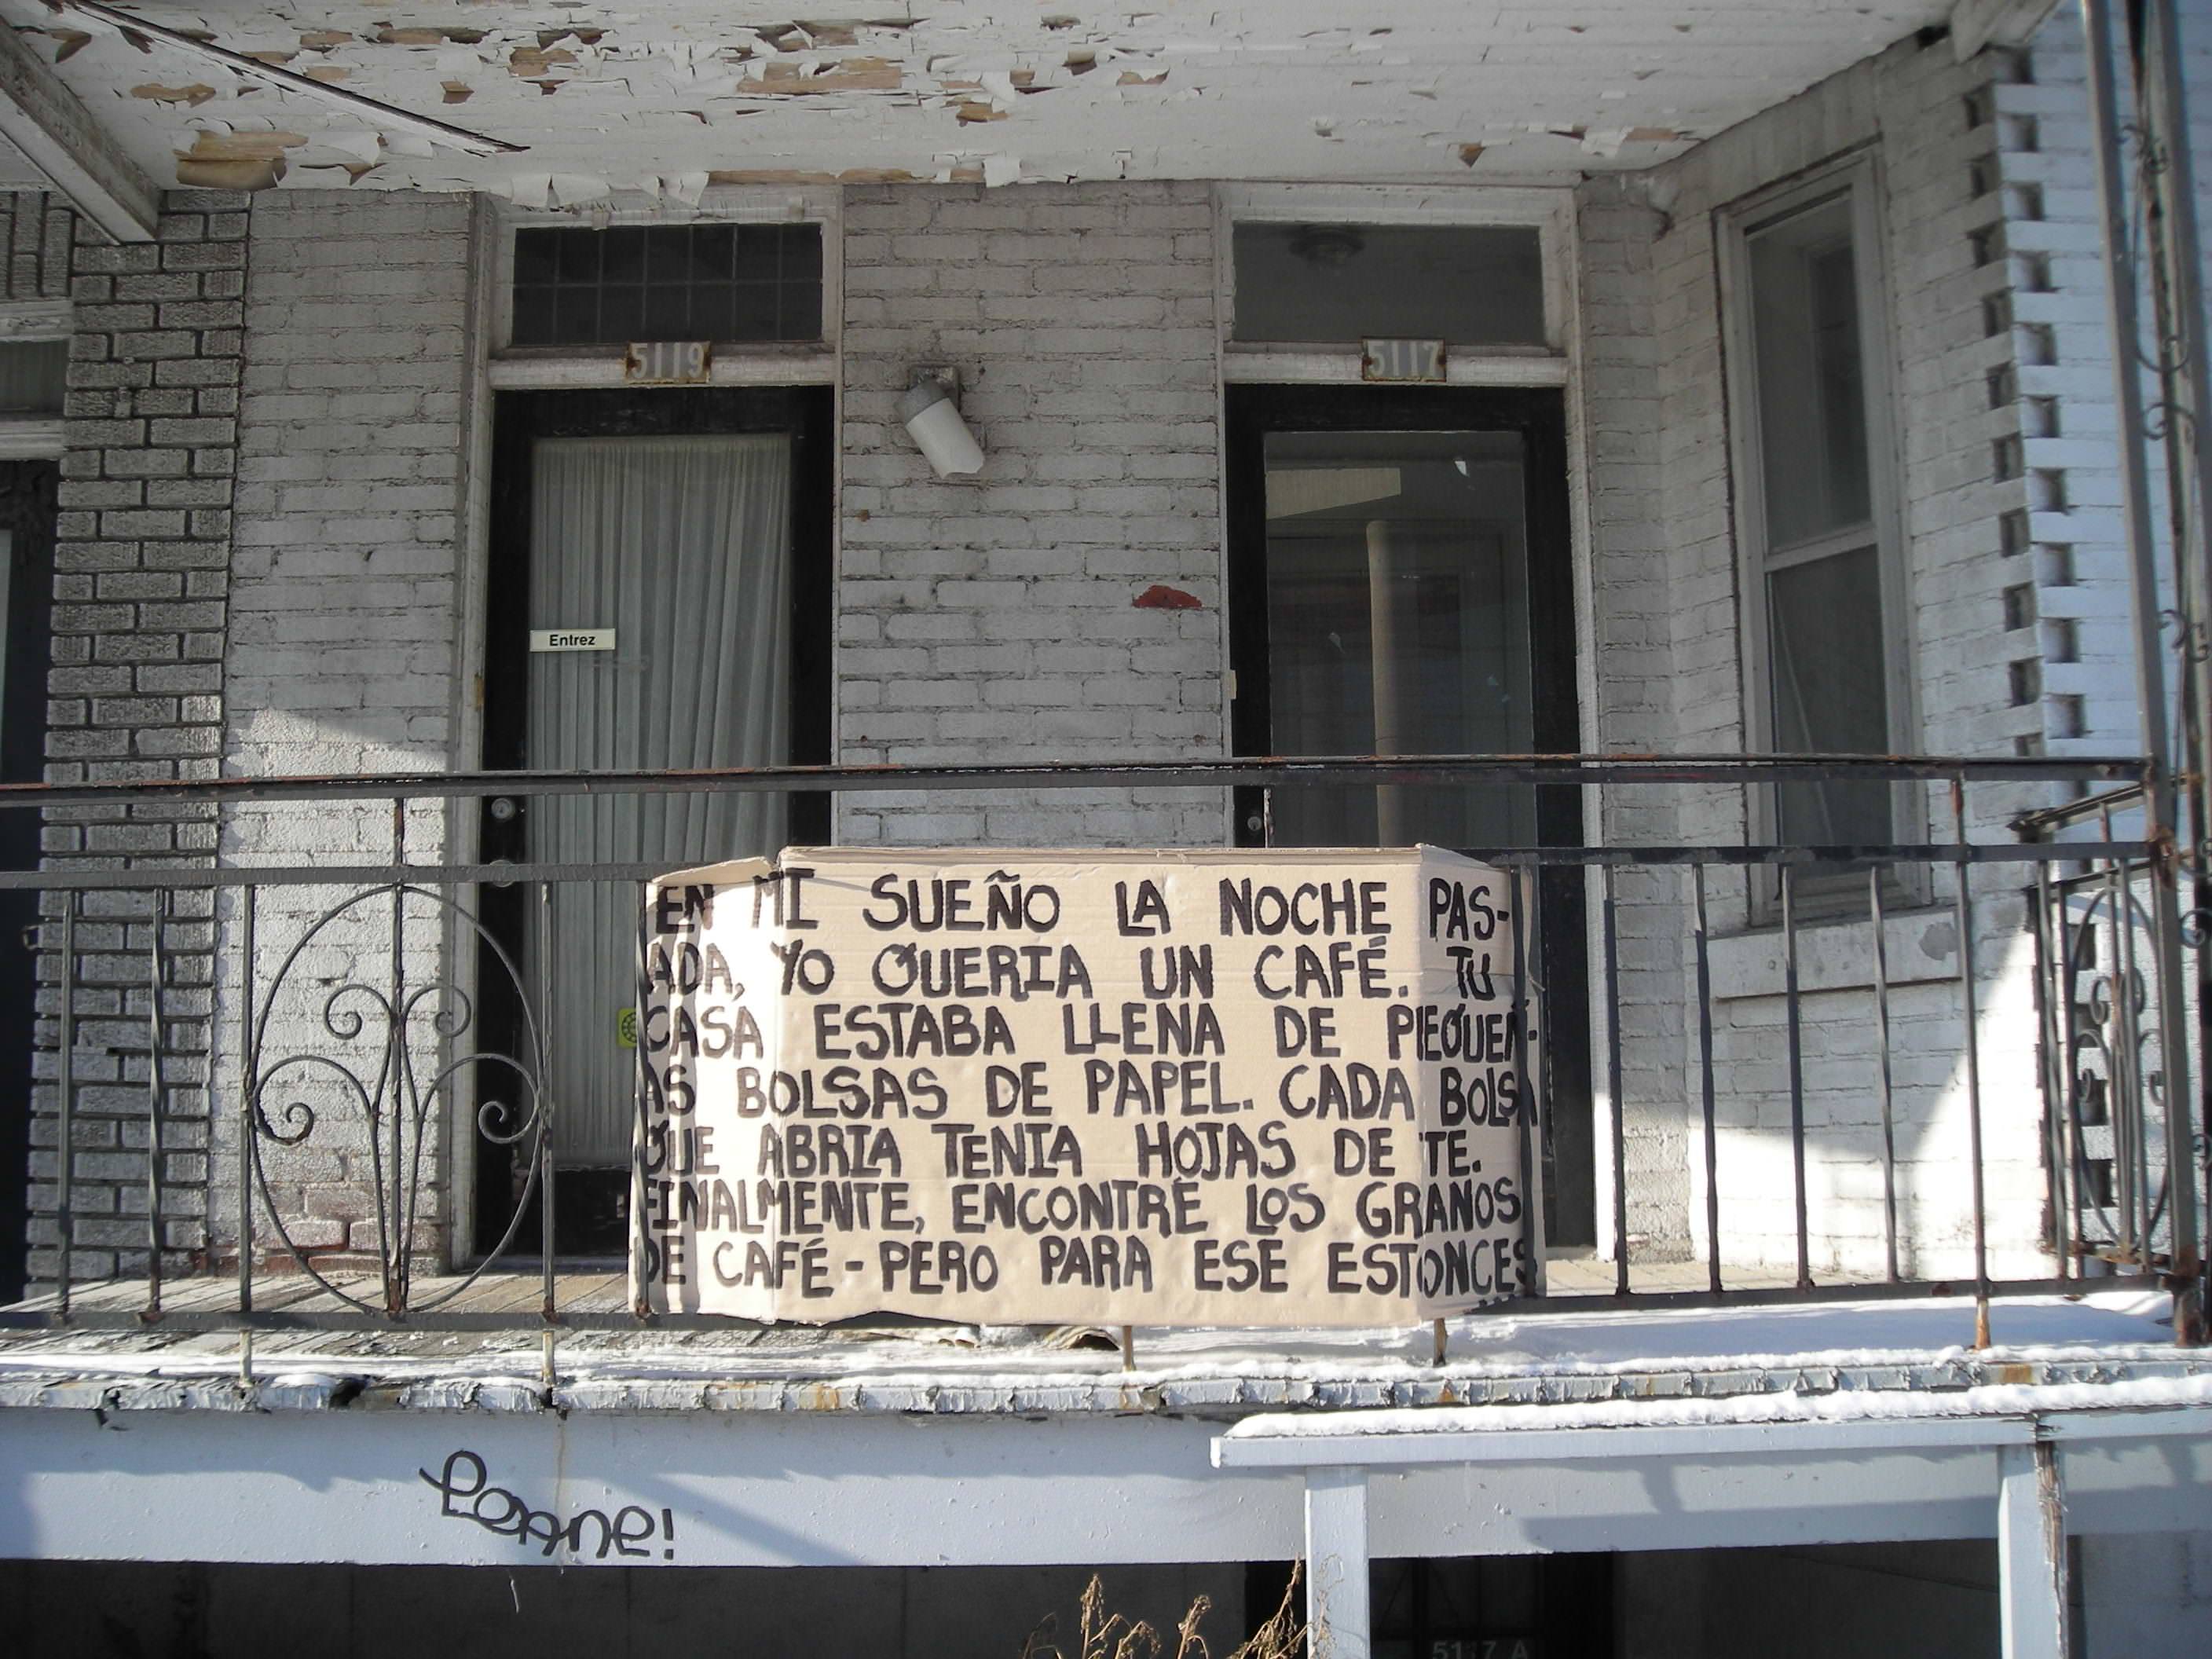 5119
5117
Entrez
EN MI SUEÑO LA NOCHE PAS-
ADA, YO QUERIA UN CAFÉ. TU
CASA ESTABA LLENA DE PIEQUEÑ-
AS BOLSAS DE PAPEL. CADA BOLSA
QUE ABRIA TENIA HOJAS DE TE.
FINALMENTE, ENCONTRÉ LOS GRANOS
DE CAFÉ - PERO PARA ESE ESTONCES
5117 A